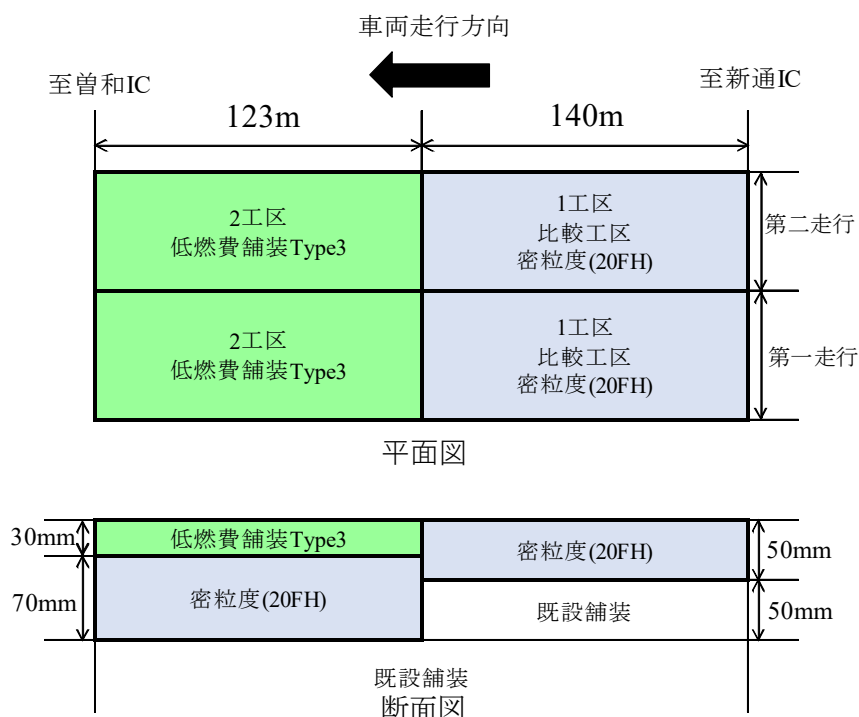 車両走行方向
至曽和IC
至新通IC
123m
140m
2工区
低燃費舗装Type3
1工区
比較工区
密粒度(20FH)
第二走行
2工区
低燃費舗装Type3
1工区
比較工区
密粒度(20FH)
第一走行
平面図
30mm
低燃費舗装Type3
密粒度(20FH)
50mm
70mm
密粒度(20FH)
既設舗装
50mm
既設舗装
断面図